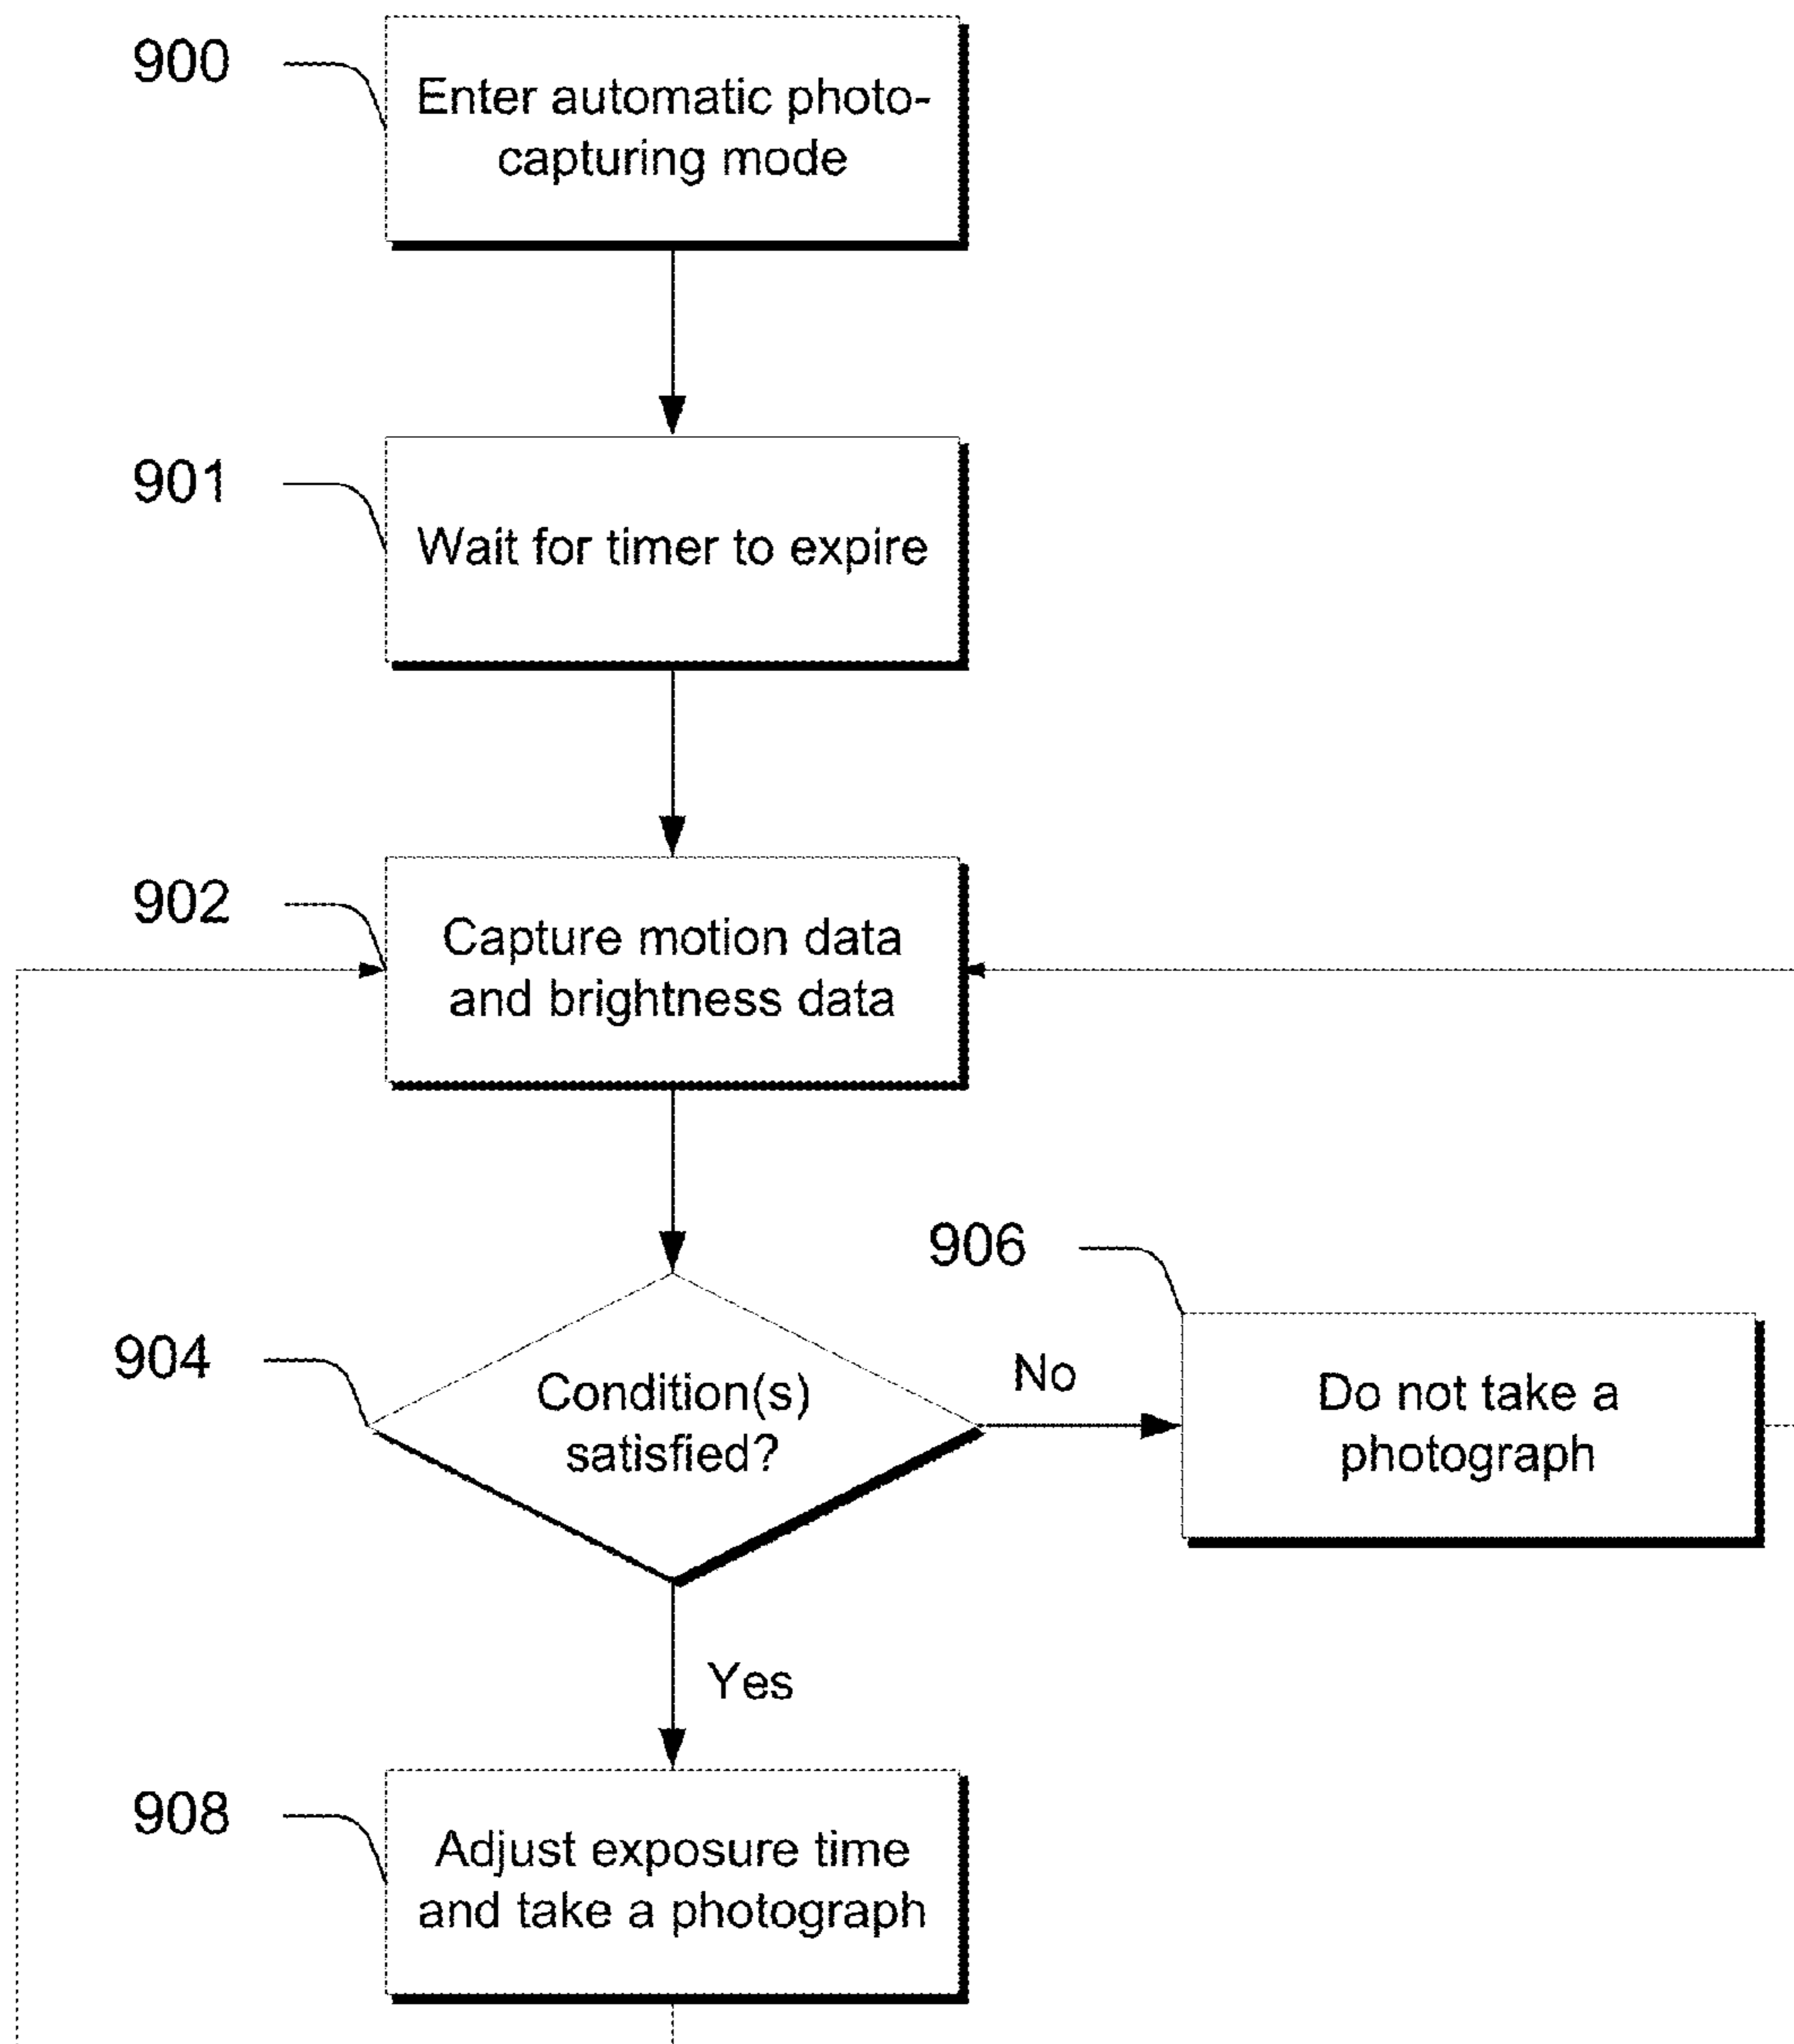 900
Enter automatic photo-
capturing mode
901
Wait for timer to expire
902
Capture motion data
and brightness data
904
Condition(s)
satisfied?
No
906
Do not take a
photograph
Yes
908
Adjust exposure time
and take a photograph